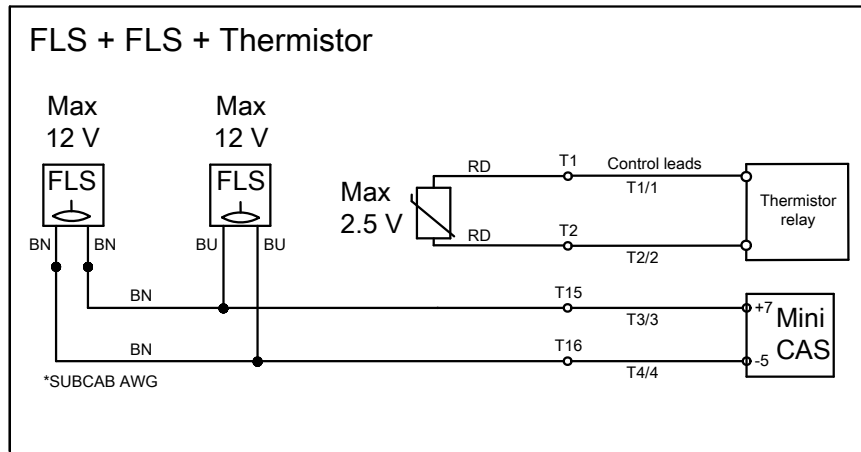 FLS + FLS + Thermistor
Max
12 V
Max
12 V
FLS
FLS
BN
BN
BU
BU
BN
BN
*SUBCAB AWG
Max
2.5 V
RD
RD
T1
T2
Control leads
T1/1
T2/2
Thermistor
relay
T15
T16
T3/3
T4/4
+7
-5
Mini
CAS